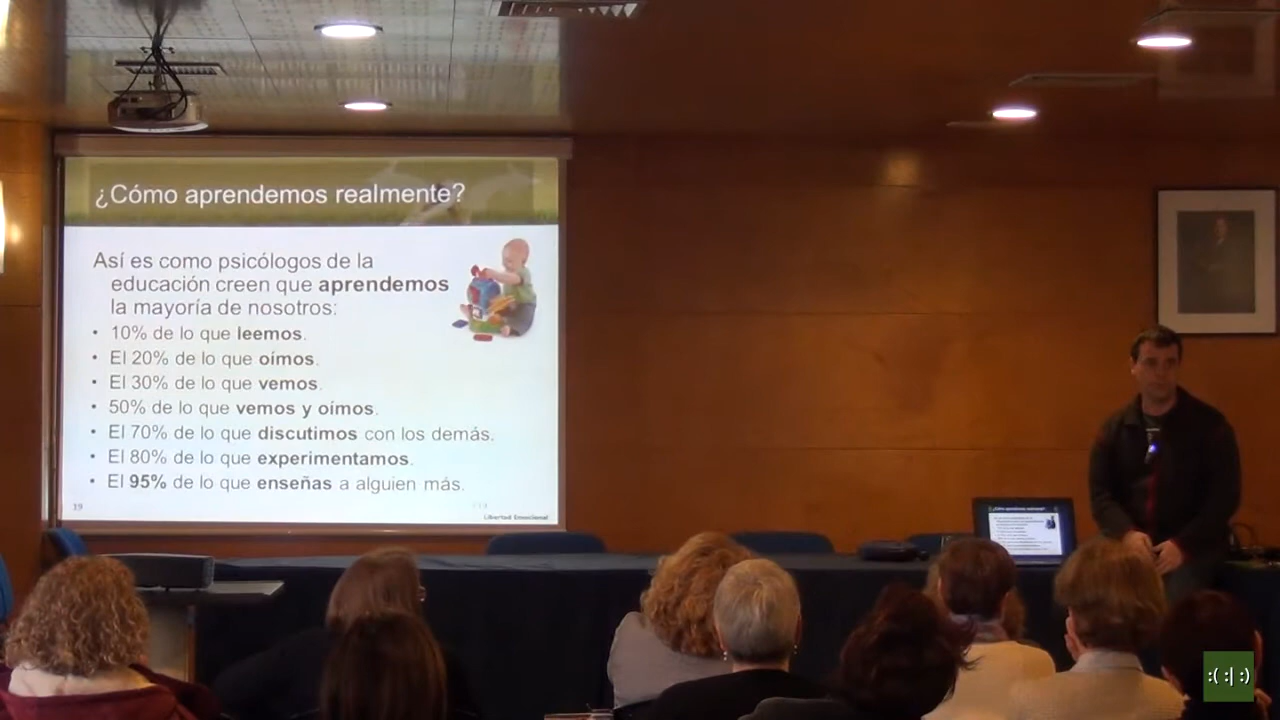 ¿Cómo aprendemos realmente?
Así es como psicólogos de la
educación creen que aprendemos
la mayoría de nosotros:
• 10% de lo que leemos.
• El 20% de lo que oímos.
• El 30% de lo que vemos.
• 50% de lo que vemos y oímos.
• El 70% de lo que discutimos con los demás.
• El 80% de lo que experimentamos.
• El 95% de lo que enseñas a alguien más.
19
Libertad Emocional
¿Cómo aprendemos realmente?
:( :| :)